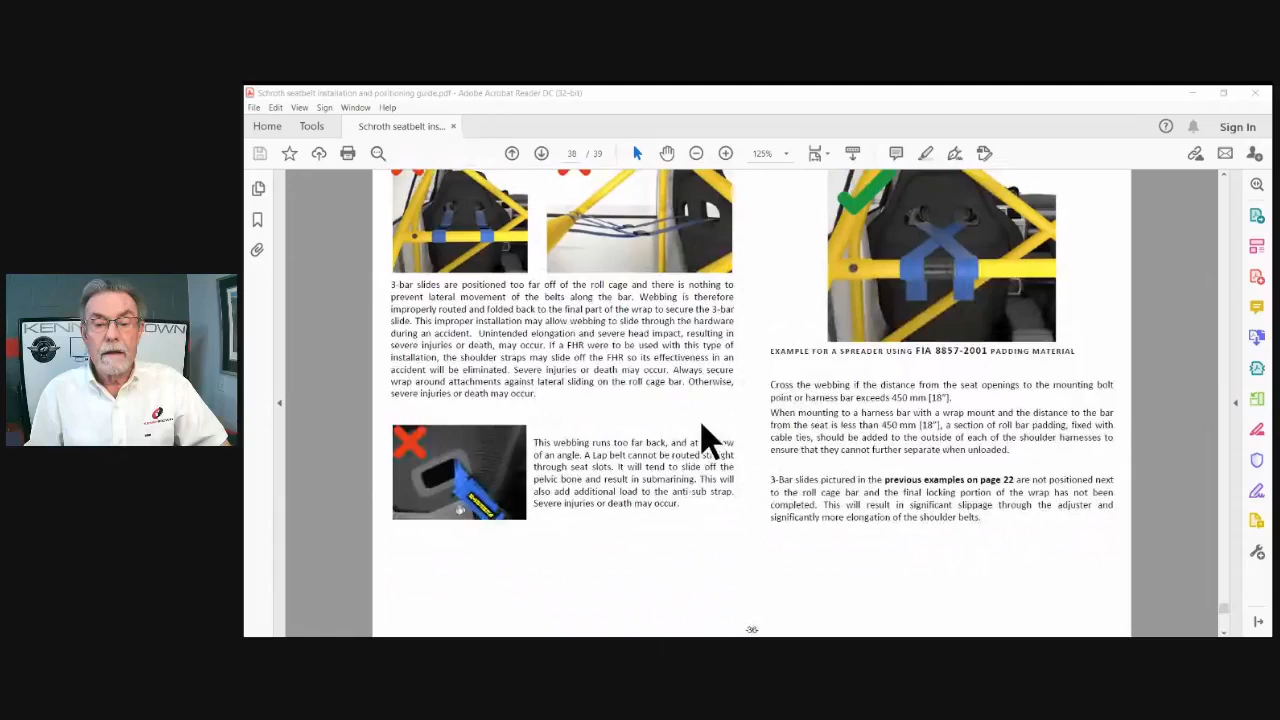 Schroth seatbelt installation and positioning guide.pdf - Adobe Acrobat Reader DC (32-bit)
File Edit View Sign Window Help
Home Tools Schroth seatbelt ins... ×
Sign In
38 / 39
125%
3-bar slides are positioned too far off of the roll cage and there is nothing to
prevent lateral movement of the belts along the bar. Webbing is therefore
improperly routed and folded back to the final part of the wrap to secure the 3-bar
slide. This improper installation may allow webbing to slide through the hardware
during an accident. Unintended elongation and severe head impact, resulting in
severe injuries or death, may occur. If a FHR were to be used with this type of
installation, the shoulder straps may slide off the FHR so its effectiveness in an
accident will be eliminated. Severe injuries or death may occur. Always secure
wrap around attachments against lateral sliding on the roll cage bar. Otherwise,
severe injuries or death may occur.
This webbing runs too far back, and at
of an angle. A Lap belt cannot be routed straight
through seat slots. It will tend to slide off the
pelvic bone and result in submarining. This will
also add additional load to the anti-sub strap.
Severe injuries or death may occur.
EXAMPLE FOR A SPREADER USING FIA 8857-2001 PADDING MATERIAL
Cross the webbing if the distance from the seat openings to the mounting bolt
point or harness bar exceeds 450 mm [18"].
When mounting to a harness bar with a wrap mount and the distance to the bar
from the seat is less than 450 mm [18"], a section of roll bar padding, fixed with
cable ties, should be added to the outside of each of the shoulder harnesses to
ensure that they cannot further separate when unloaded.
3-Bar slides pictured in the previous examples on page 22 are not positioned next
to the roll cage bar and the final locking portion of the wrap has not been
completed. This will result in significant slippage through the adjuster and
significantly more elongation of the shoulder belts.
-36-